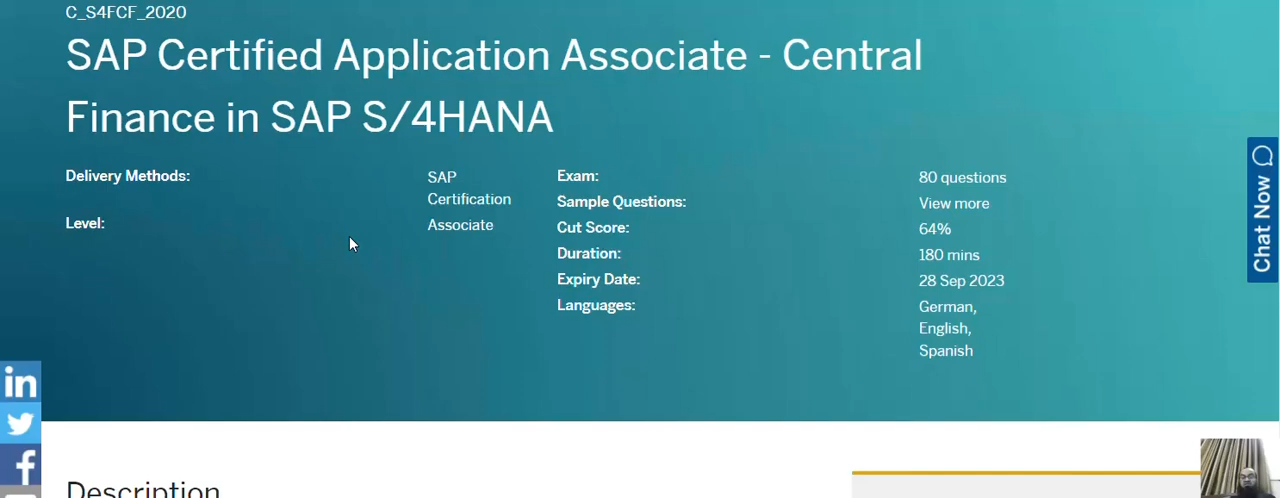 C_S4FCF_2020
SAP Certified Application Associate - Central
Finance in SAP S/4HANA
Delivery Methods:
SAP
Certification
Level:
Associate
Exam:
80 questions
Sample Questions:
View more
Cut Score:
64%
Duration:
180 mins
Expiry Date:
28 Sep 2023
Languages:
German,
English,
Spanish
Chat Now
in
f
Description